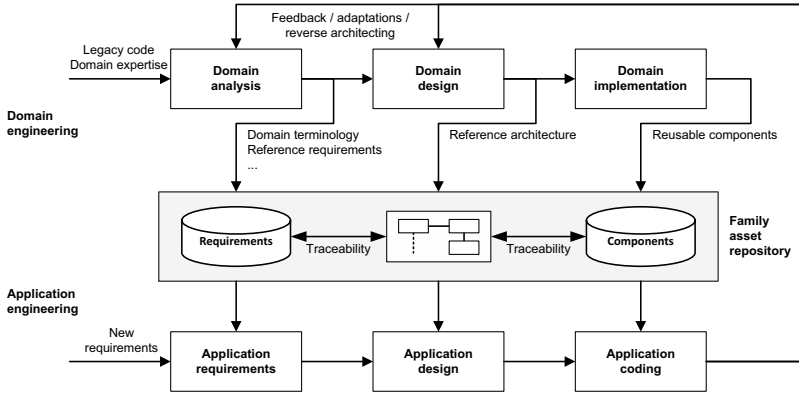 Feedback / adaptations /
reverse architecting
Legacy code
Domain expertise
Domain
analysis
Domain
design
Domain
implementation
Domain
engineering
Domain terminology
Reference requirements
...
Reference architecture
Reusable components
Requirements
Traceability
Traceability
Components
Family
asset
repository
Application
engineering
New
requirements
Application
requirements
Application
design
Application
coding